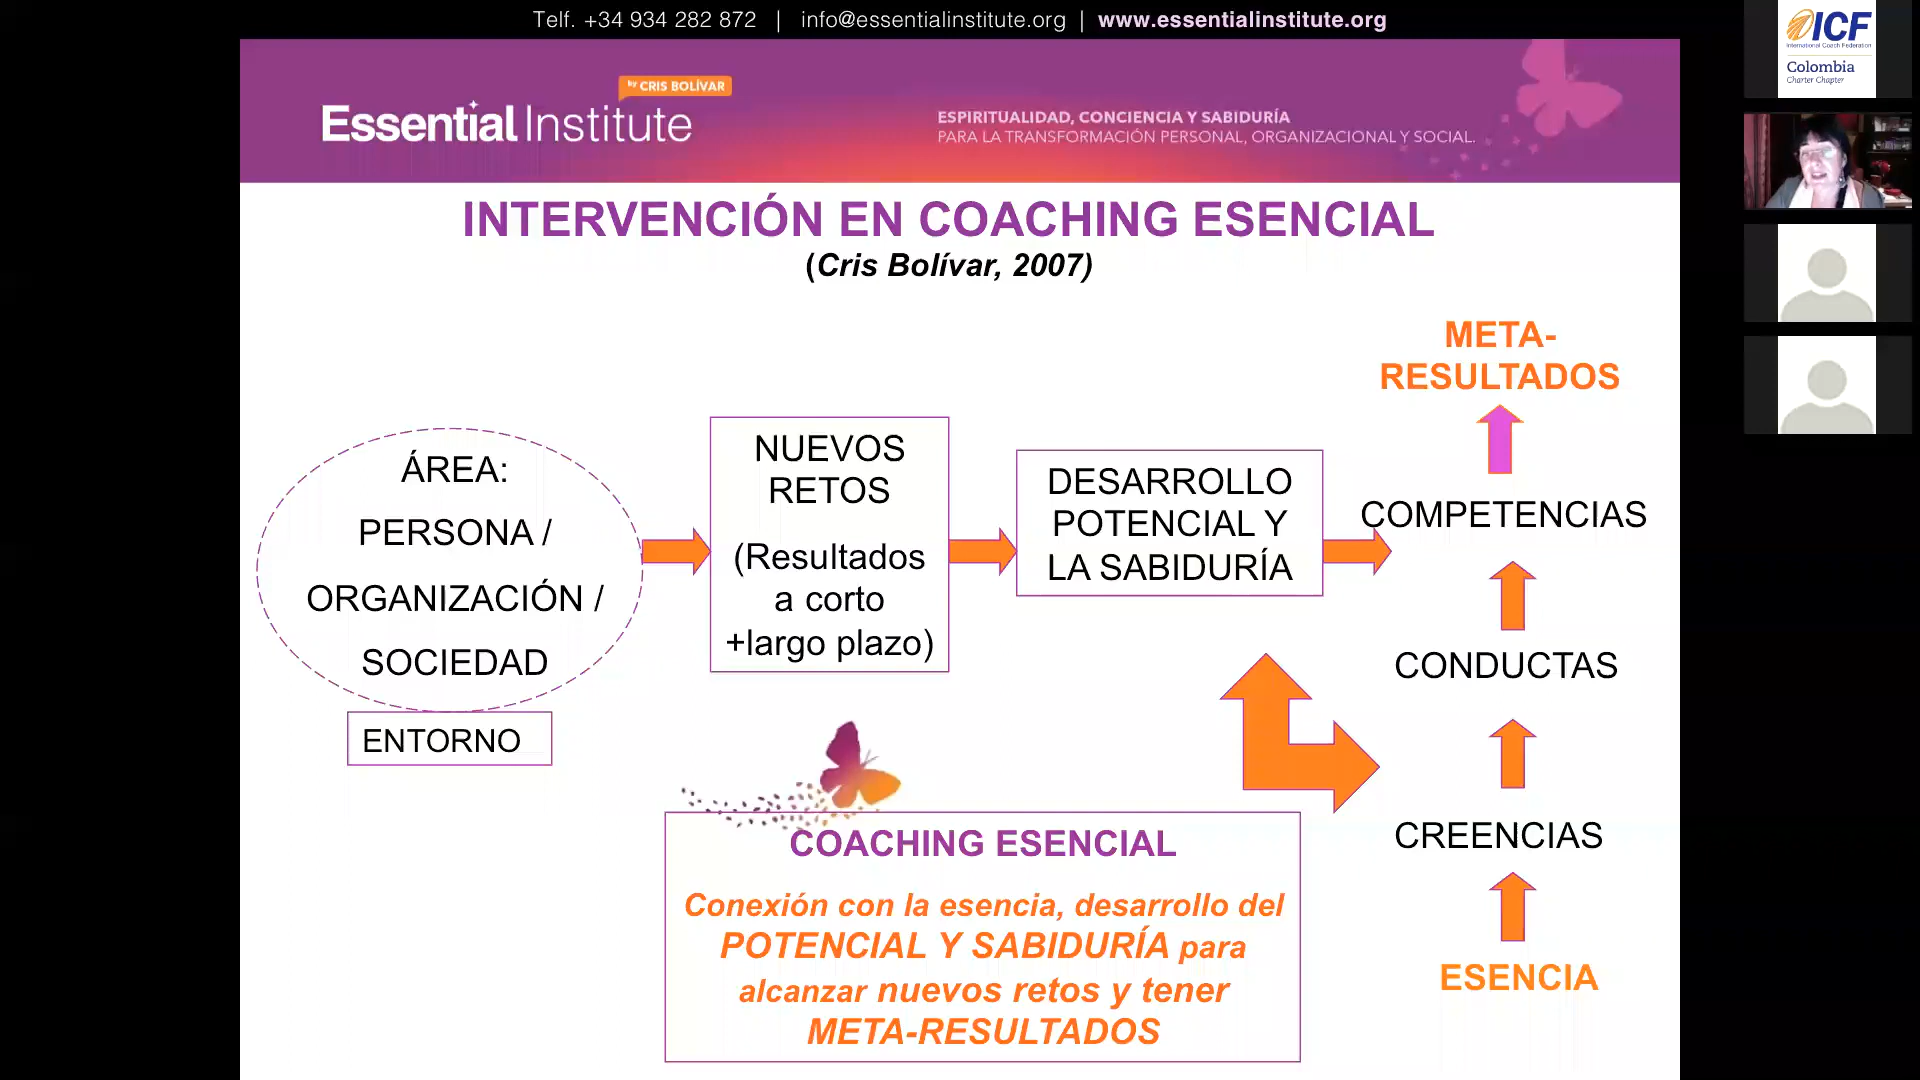 Telf. +34 934 282 872 | info@essentialinstitute.org | www.essentialinstitute.org
by CRIS BOLÍVAR
Essential Institute
ESPIRITUALIDAD, CONCIENCIA Y SABIDURÍA
PARA LA TRANSFORMACIÓN PERSONAL, ORGANIZACIONAL Y SOCIAL.
ICF
International Coach Federation
Colombia
Charter Chapter
INTERVENCIÓN EN COACHING ESENCIAL
(Cris Bolívar, 2007)
ÁREA:
PERSONA /
ORGANIZACIÓN /
SOCIEDAD
ENTORNO
NUEVOS
RETOS
(Resultados
a corto
+largo plazo)
DESARROLLO
POTENCIAL Y
LA SABIDURÍA
META-
RESULTADOS
COMPETENCIAS
CONDUCTAS
CREENCIAS
ESENCIA
COACHING ESENCIAL
Conexión con la esencia, desarrollo del
POTENCIAL Y SABIDURÍA para
alcanzar nuevos retos y tener
META-RESULTADOS